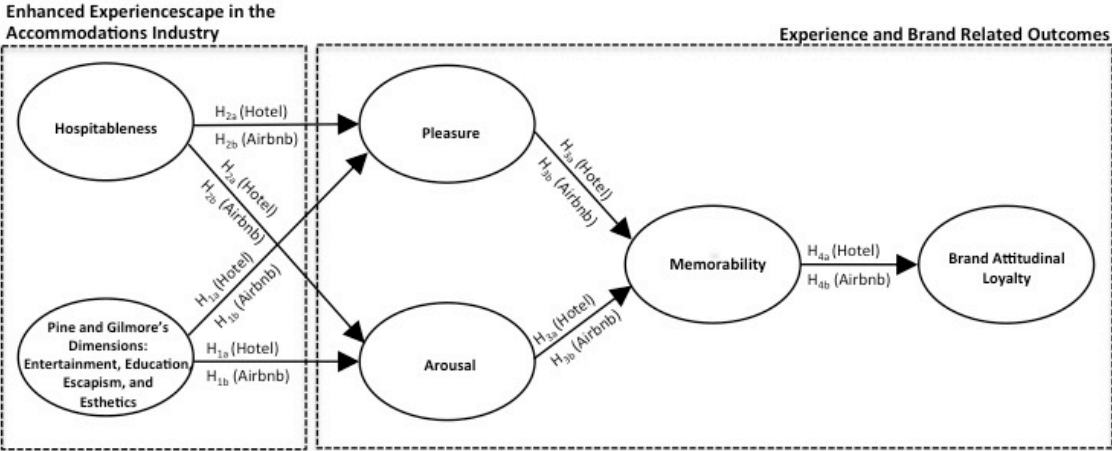 Enhanced Experiencescape in the
Accommodations Industry
Experience and Brand Related Outcomes
Hospitableness
H2a (Hotel)
H2b (Airbnb)
H2a (Hotel)
H2b (Airbnb)
Pleasure
H3a (Hotel)
H3b (Airbnb)
H1a (Hotel)
H1b (Airbnb)
Pine and Gilmore's
Dimensions:
Entertainment, Education,
Escapism, and
Esthetics
H1a (Hotel)
H1b (Airbnb)
Arousal
H3a (Hotel)
H3b (Airbnb)
Memorability
H4a (Hotel)
H4b (Airbnb)
Brand Attitudinal
Loyalty